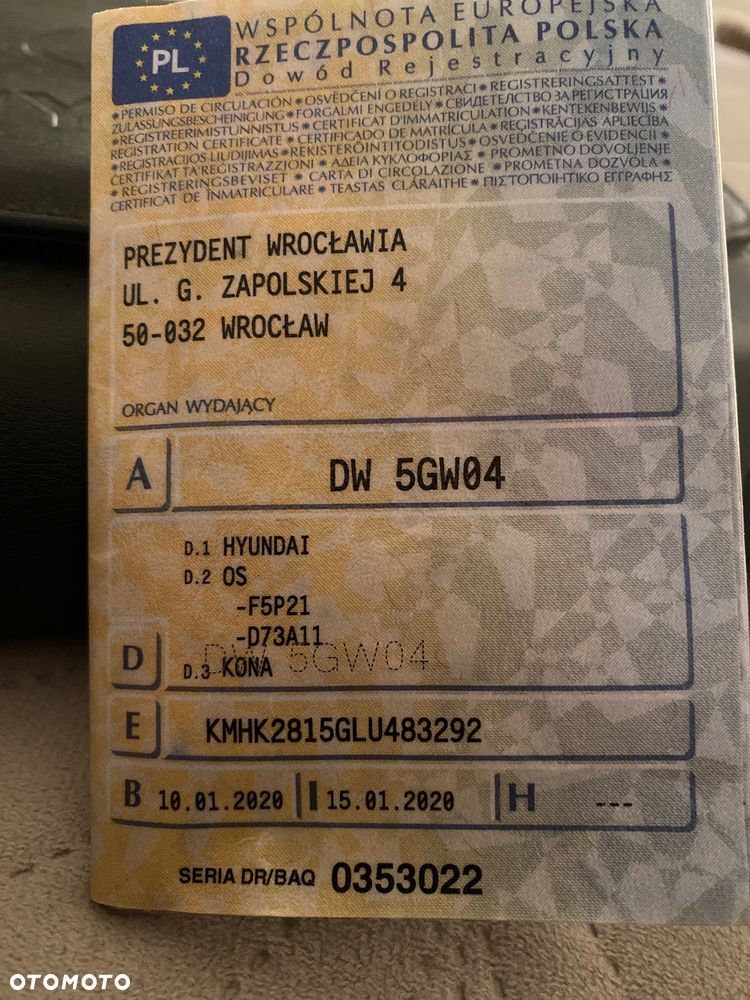 PL
WSPÓLNOTA EUROPEJSKA
RZECZPOSPOLITA POLSKA
Dowód Rejestracyjny
* PERMISO DE CIRCULACIÓN * OSVĚDČENÍ O REGISTRACI * REGISTRERINGSATTEST *
ZULASSUNGSBESCHEINIGUNG * FORGALMI ENGEDÉLY * СВИДЕТЕЛСТВО ЗА РЕГИСТРАЦИЯ
* REGISTREERIMISTUNNISTUS * CERTIFICAT D'IMMATRICULATION * KENTEKENBEWIJS *
REGISTRATION CERTIFICATE * CERTIFICADO DE MATRÍCULA * REĢISTRĀCIJAS APLIECĪBA
* REGISTRACIJOS LIUDIJIMAS * REKISTERÖINTITODISTUS * OSVEDČENIE O EVIDENCII *
ĊERTIFIKAT TA'REĠISTRAZZJONI * ΑΔΕΙΑ ΚΥΚΛΟΦΟΡΙΑΣ * PROMETNO DOVOLJENJE
* REGISTRERINGSBEVISET * CARTA DI CIRCOLAZIONE * PROMETNA DOZVOLA *
CERTIFICAT DE ÎNMATRICULARE * TEASTAS CLÁRAITHE * ΠΙΣΤΟΠΟΙΗΤΙΚΟ ΕΓΓΡΑΦΗΣ
PREZYDENT WROCŁAWIA
UL. G. ZAPOLSKIEJ 4
50-032 WROCŁAW
ORGAN WYDAJĄCY
A DW 5GW04
D.1 HYUNDAI
D.2 OS
-F5P21
-D73A11
DW 5GW04
D D.3 KONA
E KMHK2815GLU483292
B 10.01.2020 I 15.01.2020 H ---
SERIA DR/BAQ 0353022
OTOMOTO